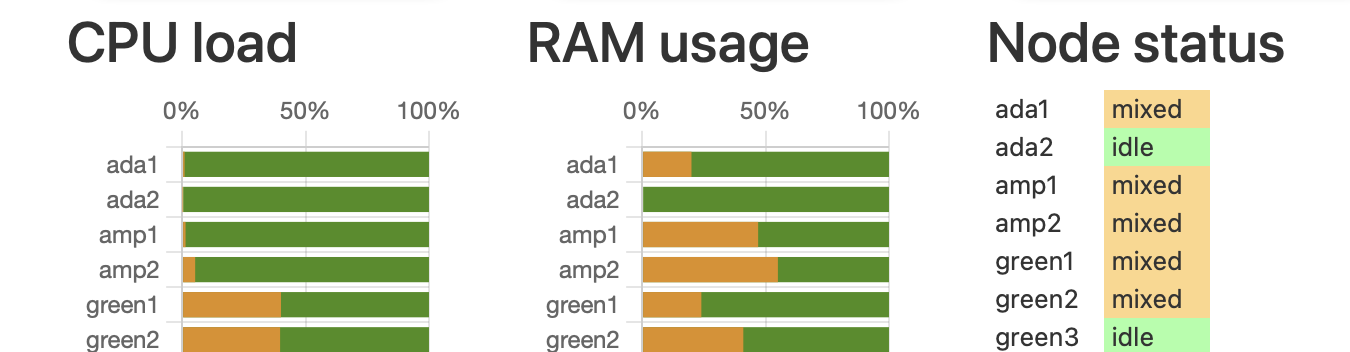 CPU load
0% 50% 100%
ada1
ada2
amp1
amp2
green1
green2
RAM usage
0% 50% 100%
ada1
ada2
amp1
amp2
green1
green2
Node status
ada1 mixed
ada2 idle
amp1 mixed
amp2 mixed
green1 mixed
green2 mixed
green3 idle